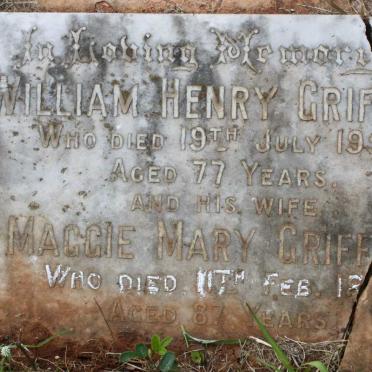 In Loving Memory
WILLIAM HENRY GRIFF
WHO DIED 19TH JULY 19
AGED 77 YEARS.
AND HIS WIFE
MAGGIE MARY GRIFF
WHO DIED 11TH FEB. 1
AGED 87 YEARS.